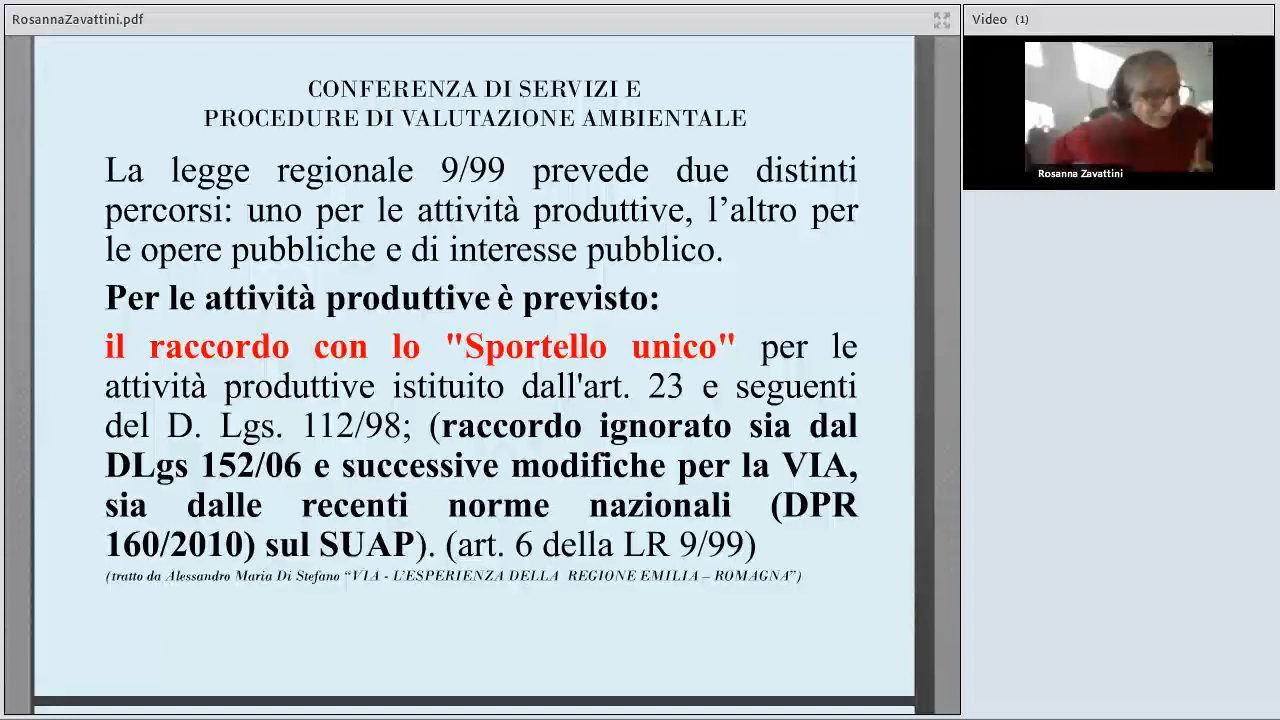 RosannaZavattini.pdf
CONFERENZA DI SERVIZI E
PROCEDURE DI VALUTAZIONE AMBIENTALE
La legge regionale 9/99 prevede due distinti
percorsi: uno per le attività produttive, l’altro per
le opere pubbliche e di interesse pubblico.
Per le attività produttive è previsto:
il raccordo con lo "Sportello unico" per le
attività produttive istituito dall'art. 23 e seguenti
del D. Lgs. 112/98; (raccordo ignorato sia dal
DLgs 152/06 e successive modifiche per la VIA,
sia dalle recenti norme nazionali (DPR
160/2010) sul SUAP). (art. 6 della LR 9/99)
(tratto da Alessandro Maria Di Stefano “VIA - L’ESPERIENZA DELLA REGIONE EMILIA – ROMAGNA”)
Video (1)
Rosanna Zavattini